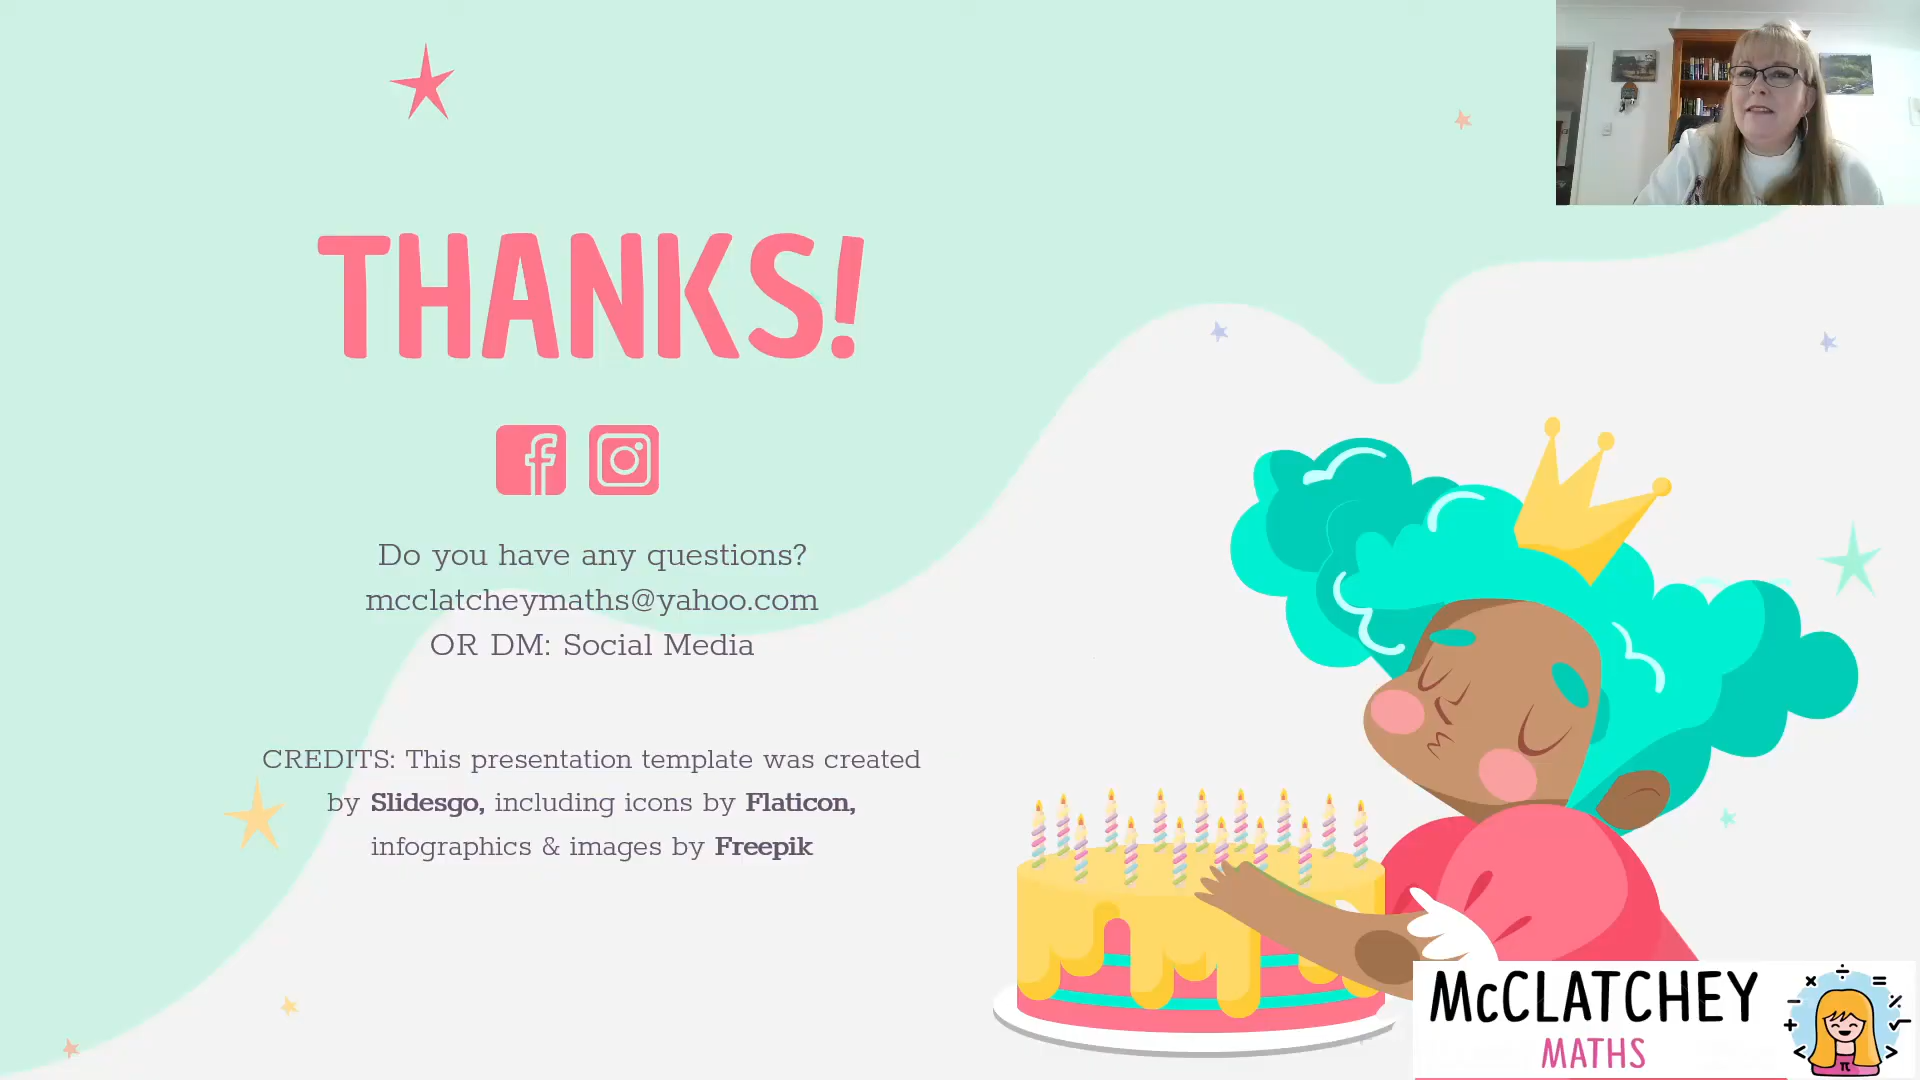 THANKS!
Do you have any questions?
mcclatcheymaths@yahoo.com
OR DM: Social Media
CREDITS: This presentation template was created
by Slidesgo, including icons by Flaticon,
infographics & images by Freepik
McCLATCHEY
MATHS